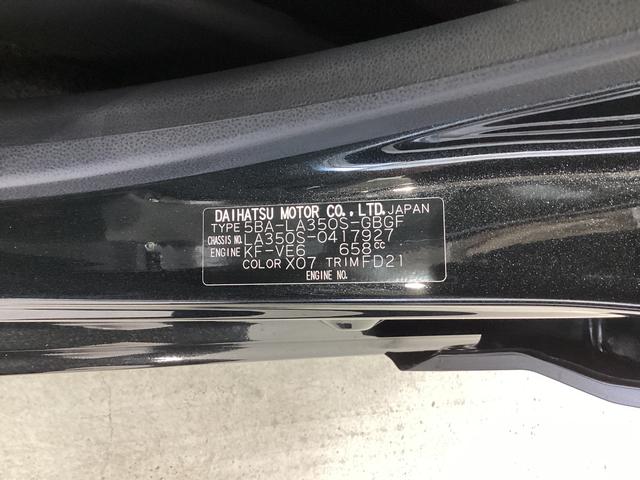 DAIHATSU MOTOR CO., LTD. JAPAN
TYPE 5BA-LA350S-GBGF
CHASSIS NO. LA350S-0417927
ENGINE KF-VE6 658cc
COLOR X07 TRIM FD21
ENGINE NO.